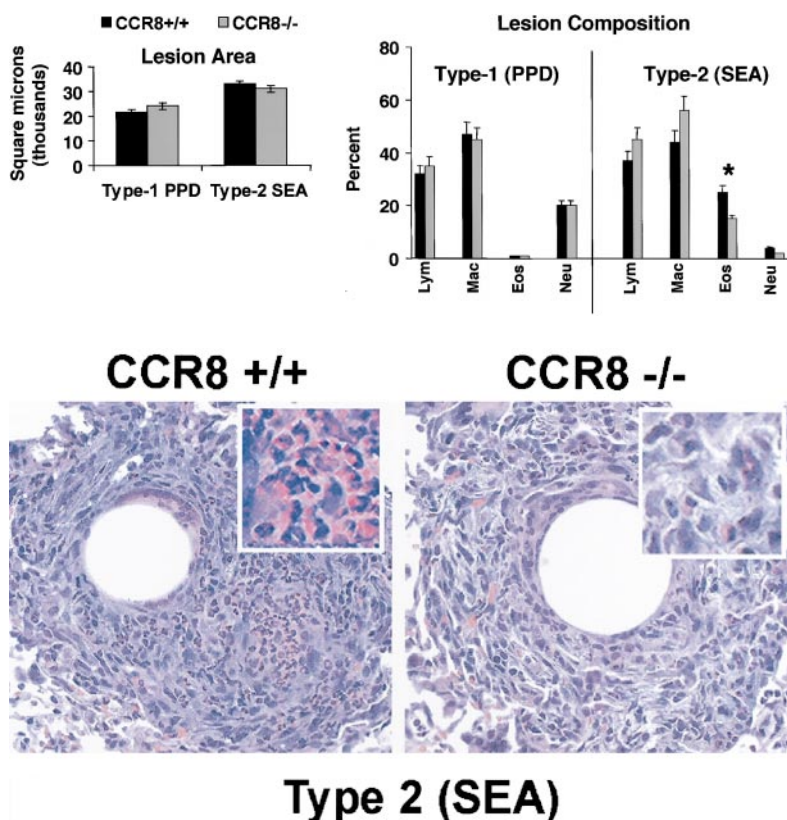 CCR8+/+ CCR8-/-
Lesion Area
Square microns
(thousands)
40
30
20
10
0
Type-1 PPD Type-2 SEA
Lesion Composition
Type-1 (PPD) Type-2 (SEA)
Percent
80
60
40
20
0
*
Lym Mac Eos Neu Lym Mac Eos Neu
CCR8 +/+ CCR8 -/-
Type 2 (SEA)